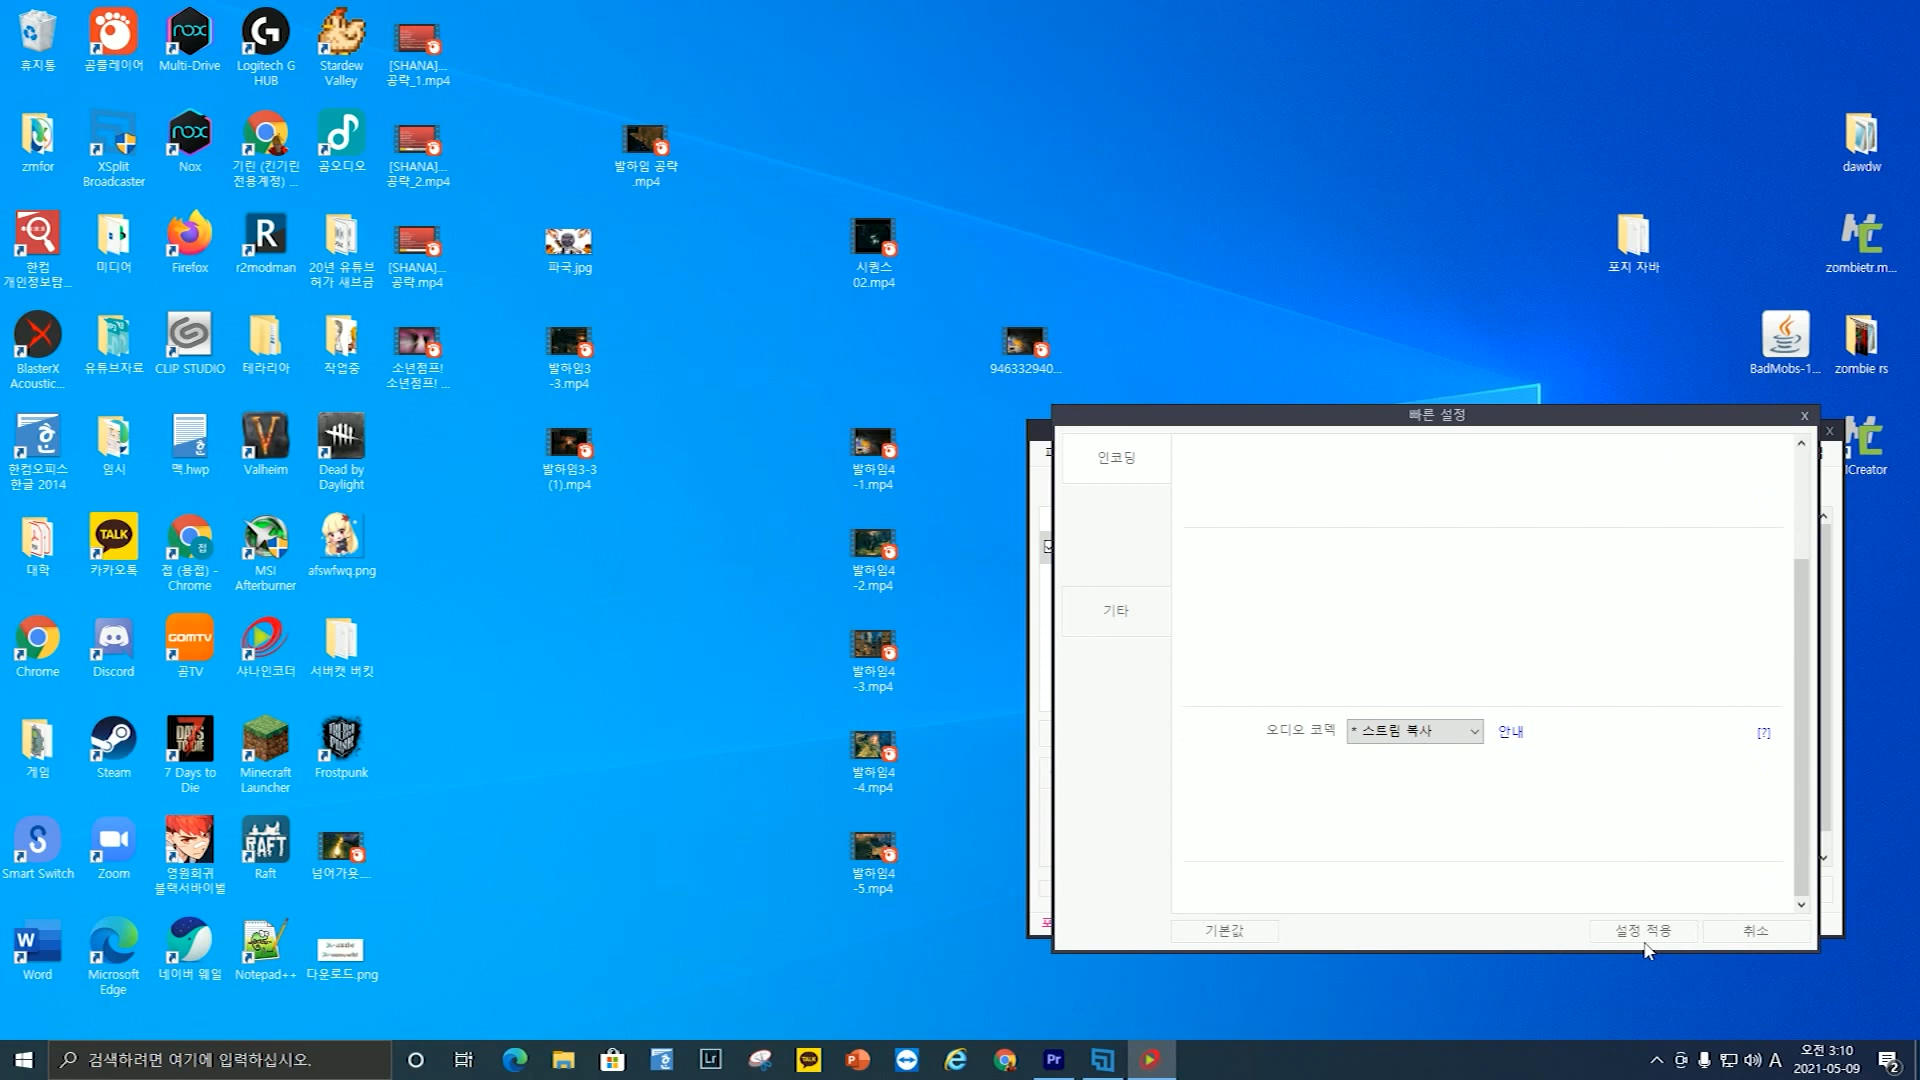 휴지통
곰플레이어
Multi-Drive
Logitech G
HUB
Stardew
Valley
[SHANA]...
공략_1.mp4
zmfor
XSplit
Broadcaster
Nox
기린 (킨기린
전용계정) ...
곰오디오
[SHANA]...
공략_2.mp4
발하임 공략
.mp4
dawdw
한컴
개인정보탐...
미디어
Firefox
r2modman
20년 유튜브
허가 새브금
[SHANA]...
공략.mp4
파국.jpg
시퀀스
02.mp4
포지 자바
zombietr.m...
BlasterX
Acoustic...
유튜브자료
CLIP STUDIO
테라리아
작업중
소년점프!
소년점프! ...
발하임3
-3.mp4
946332940...
BadMobs-1...
zombie rs
한컴오피스
한글 2014
임시
맥.hwp
Valheim
Dead by
Daylight
발하임3-3
(1).mp4
발하임4
-1.mp4
lCreator
대학
카카오톡
접 (용접) -
Chrome
MSI
Afterburner
afswfwq.png
발하임4
-2.mp4
Chrome
Discord
곰TV
샤나인코더
서버캣 버킷
발하임4
-3.mp4
게임
Steam
7 Days to
Die
Minecraft
Launcher
Frostpunk
발하임4
-4.mp4
Smart Switch
Zoom
영원회귀
블랙서바이벌
Raft
넘어가욧....
발하임4
-5.mp4
Word
Microsoft
Edge
네이버 웨일
Notepad++
다운로드.png
빠른 설정
X
X
인코딩
기타
오디오 코덱
* 스트림 복사
안내
[?]
기본값
설정 적용
취소
검색하려면 여기에 입력하십시오.
A
오전 3:10
2021-05-09
2